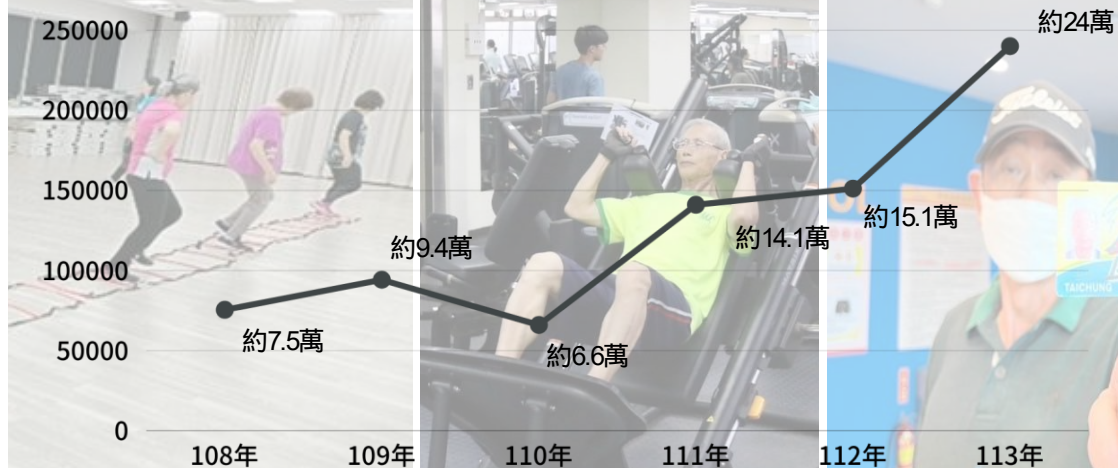 250000
約24萬
200000
150000
約15.1萬
約14.1萬
100000
約9.4萬
約7.5萬
約6.6萬
50000
0
108年
109年
110年
111年
112年
113年
TAICHUNG